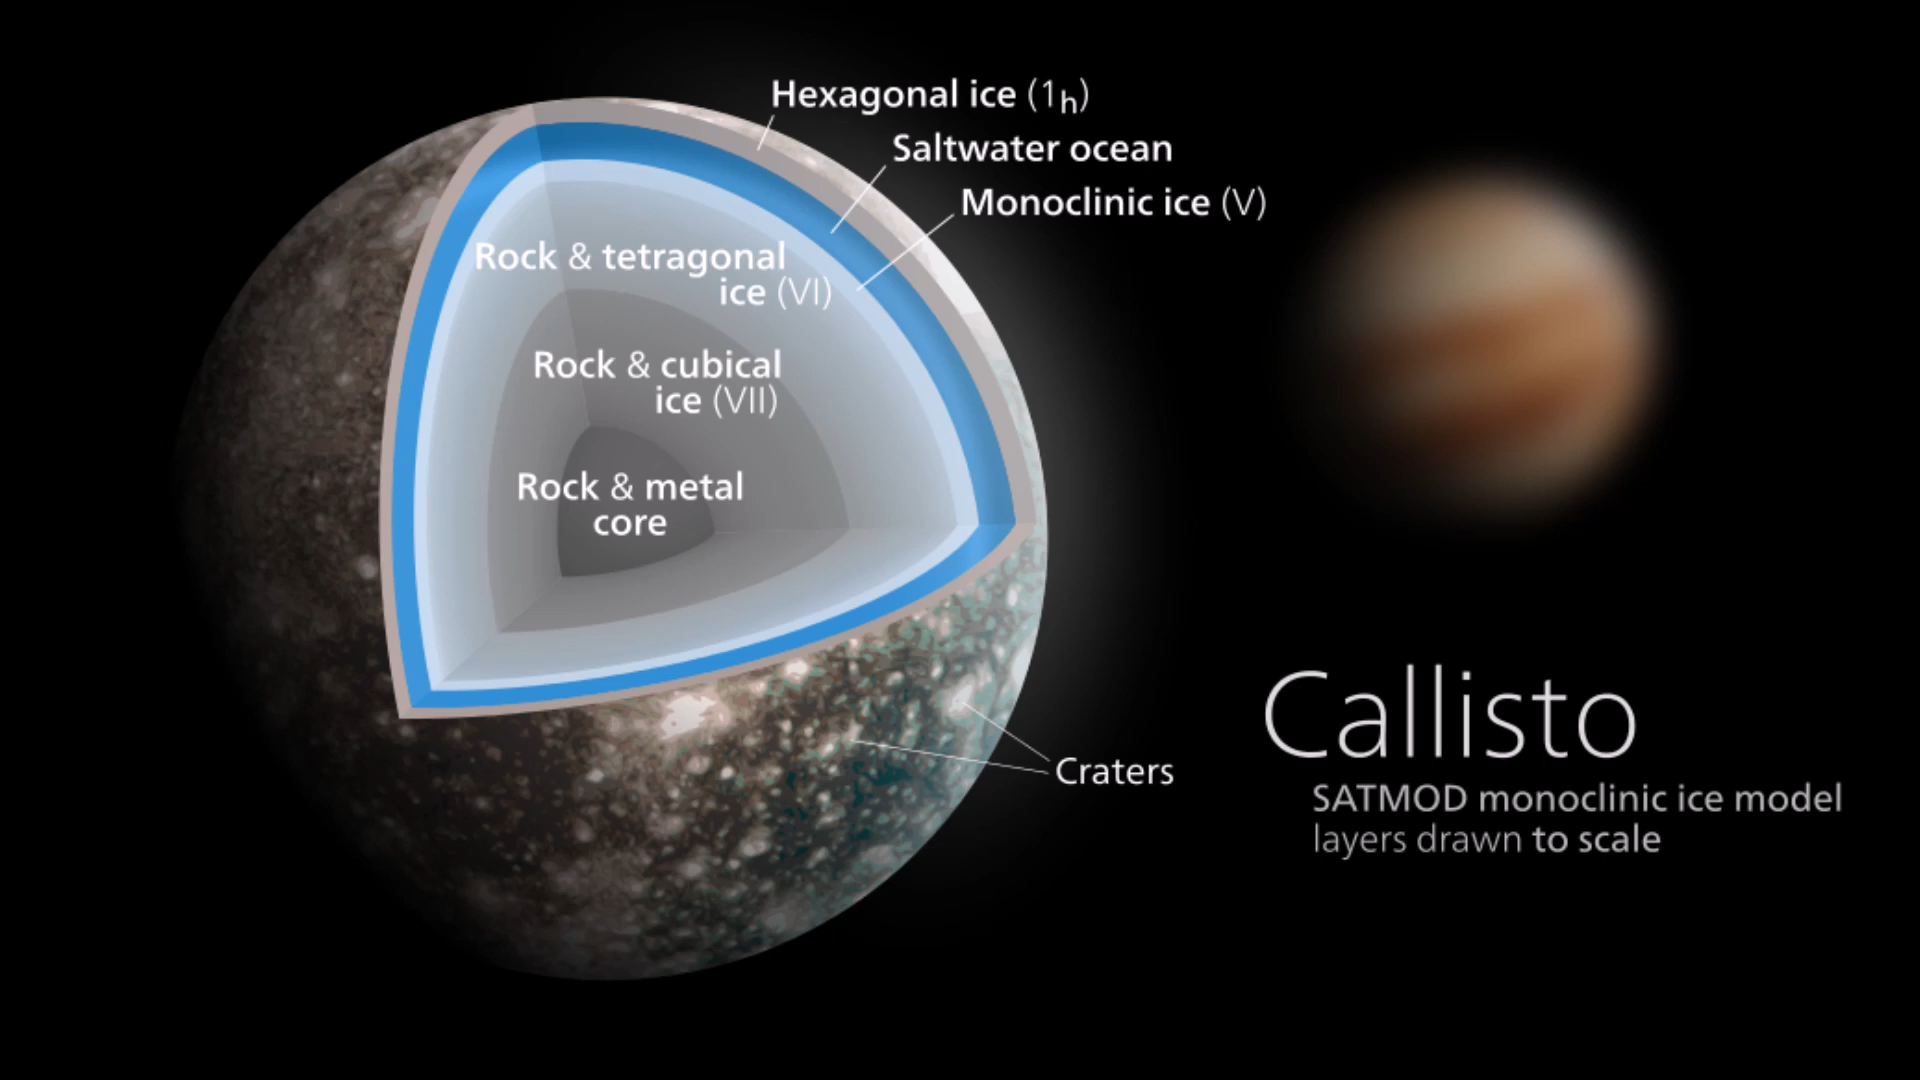 Hexagonal ice (1h)
Saltwater ocean
Monoclinic ice (V)
Rock & tetragonal
ice (VI)
Rock & cubical
ice (VII)
Rock & metal
core
Craters
Callisto
SATMOD monoclinic ice model
layers drawn to scale